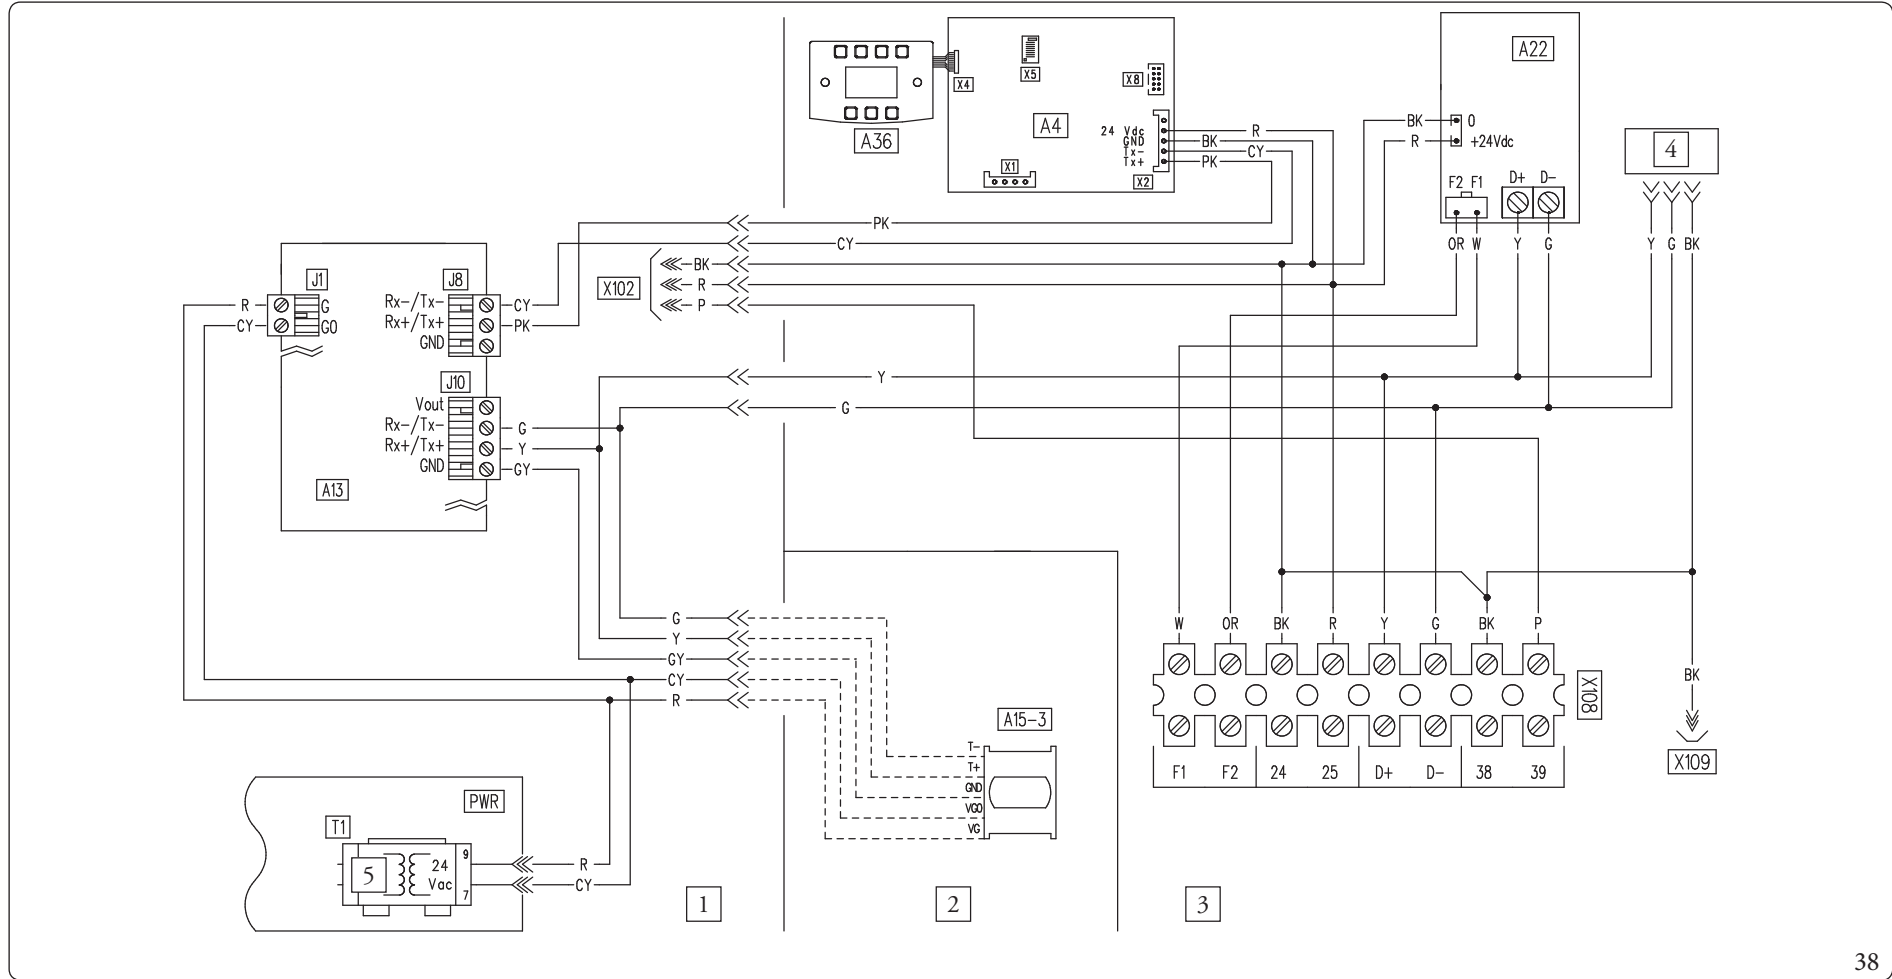 A22
X5
X4
X8
A4
A36
24 Vdc
GND
Tx-
Tx+
X1
X2
R
BK
CY
PK
BK
0
R
+24Vdc
4
F2 F1
D+
D-
OR W Y G
Y G BK
PK
CY
X102
BK
R
P
J1
J8
R
G
CY
G0
Rx-/Tx-
Rx+/Tx+
GND
CY
PK
Y
G
J10
Vout
Rx-/Tx-
Rx+/Tx+
GND
G
Y
GY
A13
G
Y
GY
CY
R
W OR BK R Y G BK P
X108
BK
X109
F1 F2 24 25 D+ D- 38 39
A15-3
T-
T+
GND
VG0
VG
PWR
T1
5
24
Vac
9
7
R
CY
1
2
3
38